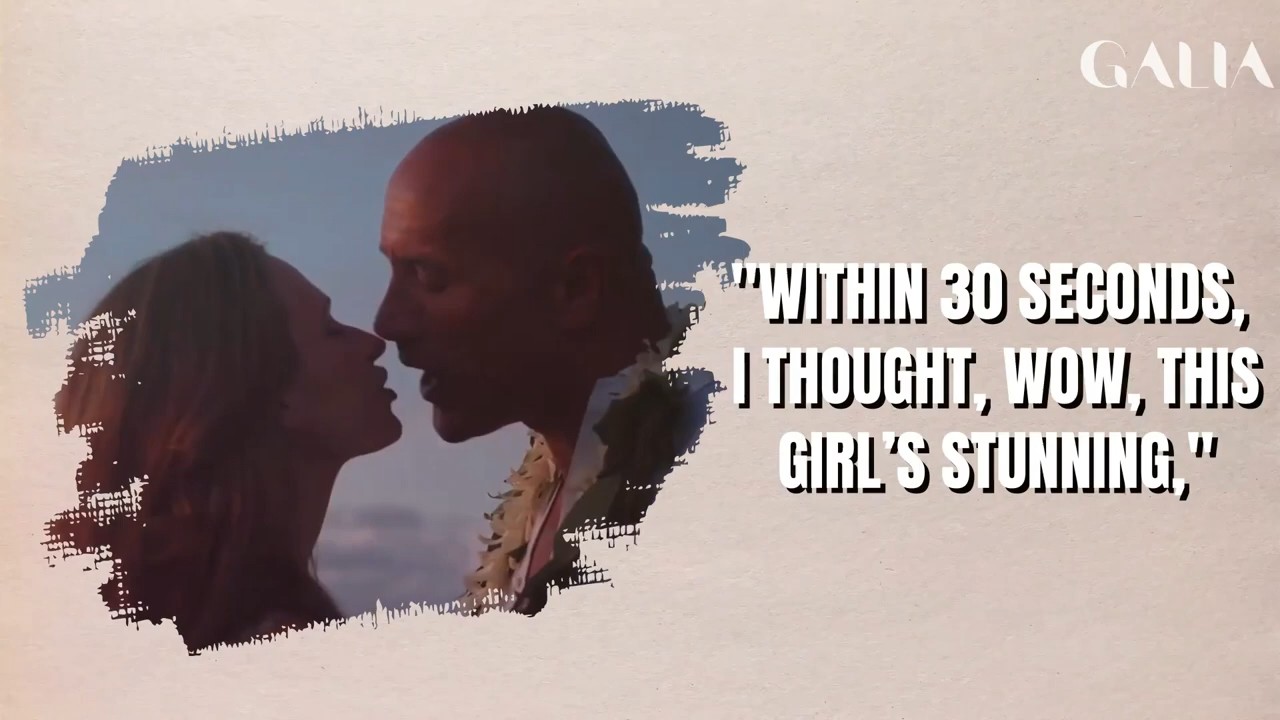 GALIA
"WITHIN 30 SECONDS,
I THOUGHT, WOW, THIS
GIRL’S STUNNING,"